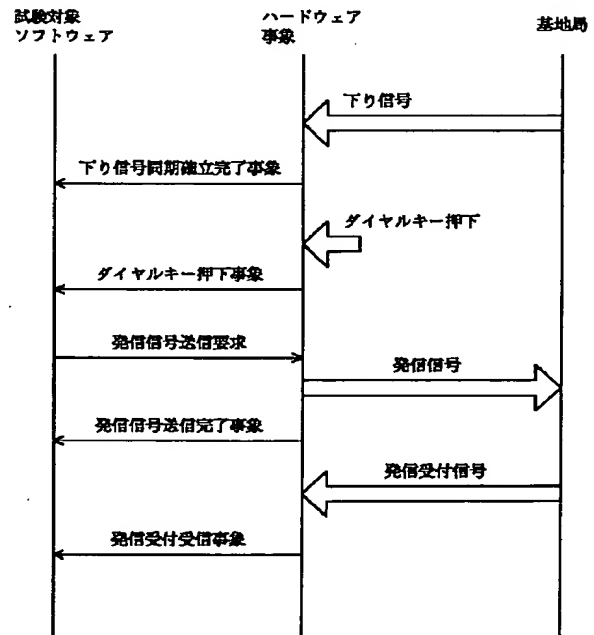 試験対象
ソフトウェア
ハードウェア
事象
基地局
下り信号
下り信号同期確立完了事象
ダイヤルキー押下
ダイヤルキー押下事象
発信信号送信要求
発信信号
発信信号送信完了事象
発信受付信号
発信受付受信事象